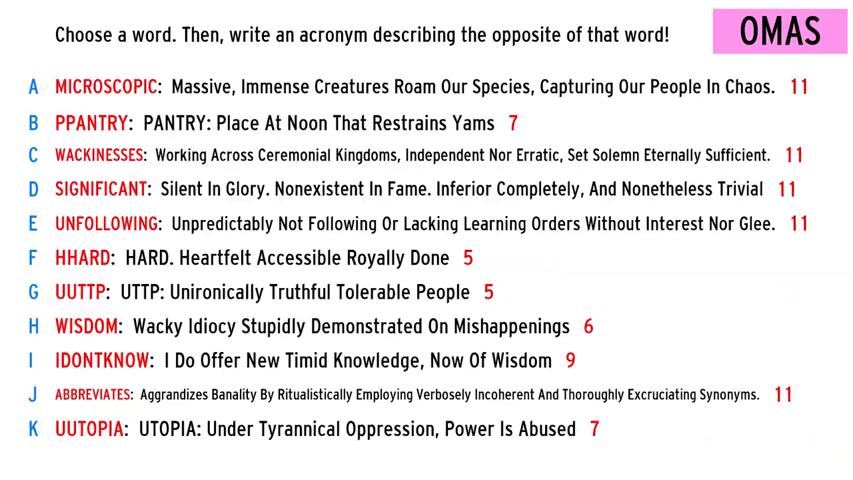 Choose a word. Then, write an acronym describing the opposite of that word!
OMAS
A MICROSCOPIC: Massive, Immense Creatures Roam Our Species, Capturing Our People In Chaos. 11
B PPANTRY: PANTRY: Place At Noon That Restrains Yams 7
C WACKINESSES: Working Across Ceremonial Kingdoms, Independent Nor Erratic, Set Solemn Eternally Sufficient. 11
D SIGNIFICANT: Silent In Glory. Nonexistent In Fame. Inferior Completely, And Nonetheless Trivial 11
E UNFOLLOWING: Unpredictably Not Following Or Lacking Learning Orders Without Interest Nor Glee. 11
F HHARD: HARD. Heartfelt Accessible Royally Done 5
G UUTTP: UTTP: Unironically Truthful Tolerable People 5
H WISDOM: Wacky Idiocy Stupidly Demonstrated On Mishappenings 6
I IDONTKNOW: I Do Offer New Timid Knowledge, Now Of Wisdom 9
J ABBREVIATES: Aggrandizes Banality By Ritualistically Employing Verbosely Incoherent And Thoroughly Excruciating Synonyms. 11
K UUTOPIA: UTOPIA: Under Tyrannical Oppression, Power Is Abused 7